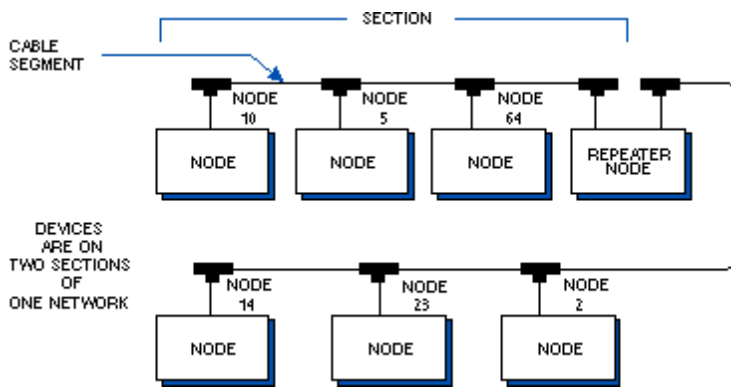 SECTION
CABLE
SEGMENT
NODE
10
NODE
5
NODE
64
NODE
NODE
NODE
REPEATER
NODE
DEVICES
ARE ON
TWO SECTIONS
OF
ONE NETWORK
NODE
14
NODE
23
NODE
2
NODE
NODE
NODE